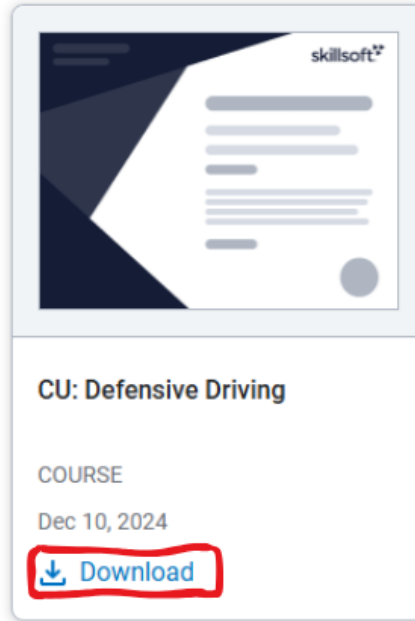 skillsoft
CU: Defensive Driving
COURSE
Dec 10, 2024
Download